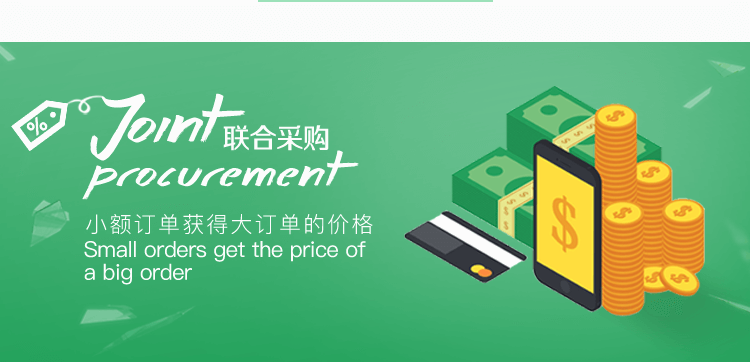 %
Joint 联合采购
procurement
小额订单获得大订单的价格
Small orders get the price of
a big order
$